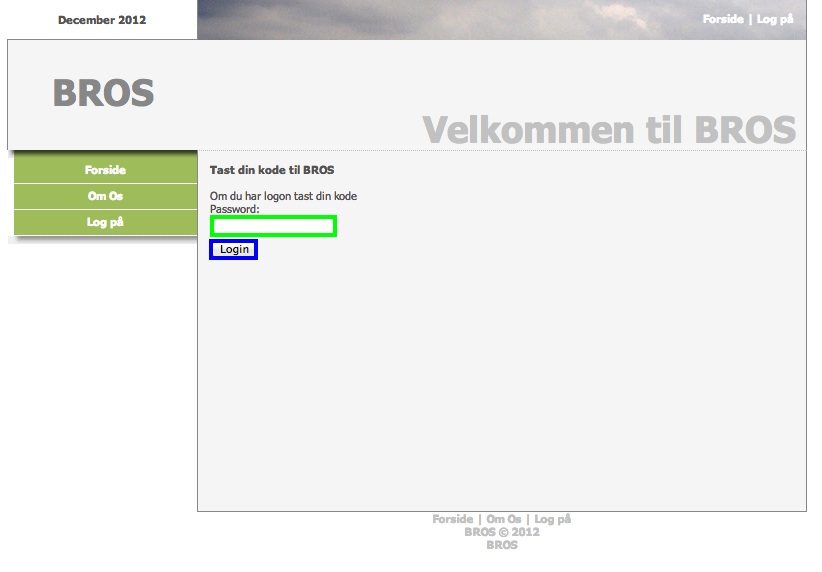 December 2012
Forside | Log på
BROS
Velkommen til BROS
Forside
Om Os
Log på
Tast din kode til BROS
Om du har logon tast din kode
Password:
Login
Forside | Om Os | Log på
BROS © 2012
BROS